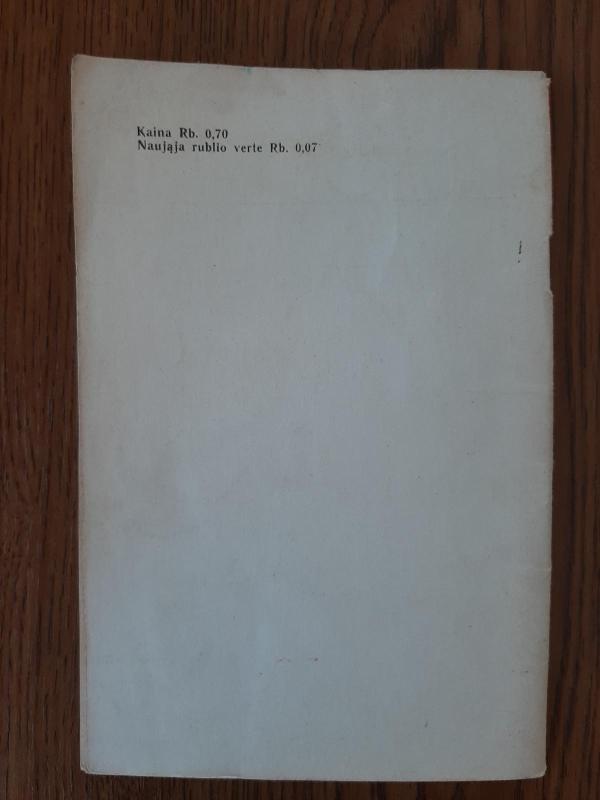 Kaina Rb. 0,70
Naująja rublio verte Rb. 0,07